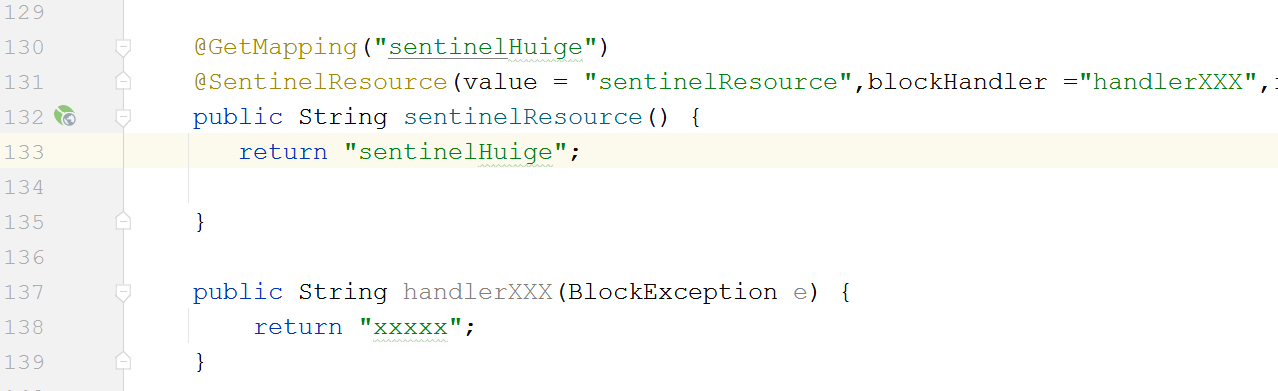 129
130 @GetMapping("sentinelHuige")
131 @SentinelResource(value = "sentinelResource",blockHandler ="handlerXXX",
132 public String sentinelResource() {
133 return "sentinelHuige";
134
135 }
136
137 public String handlerXXX(BlockException e) {
138 return "xxxxx";
139 }